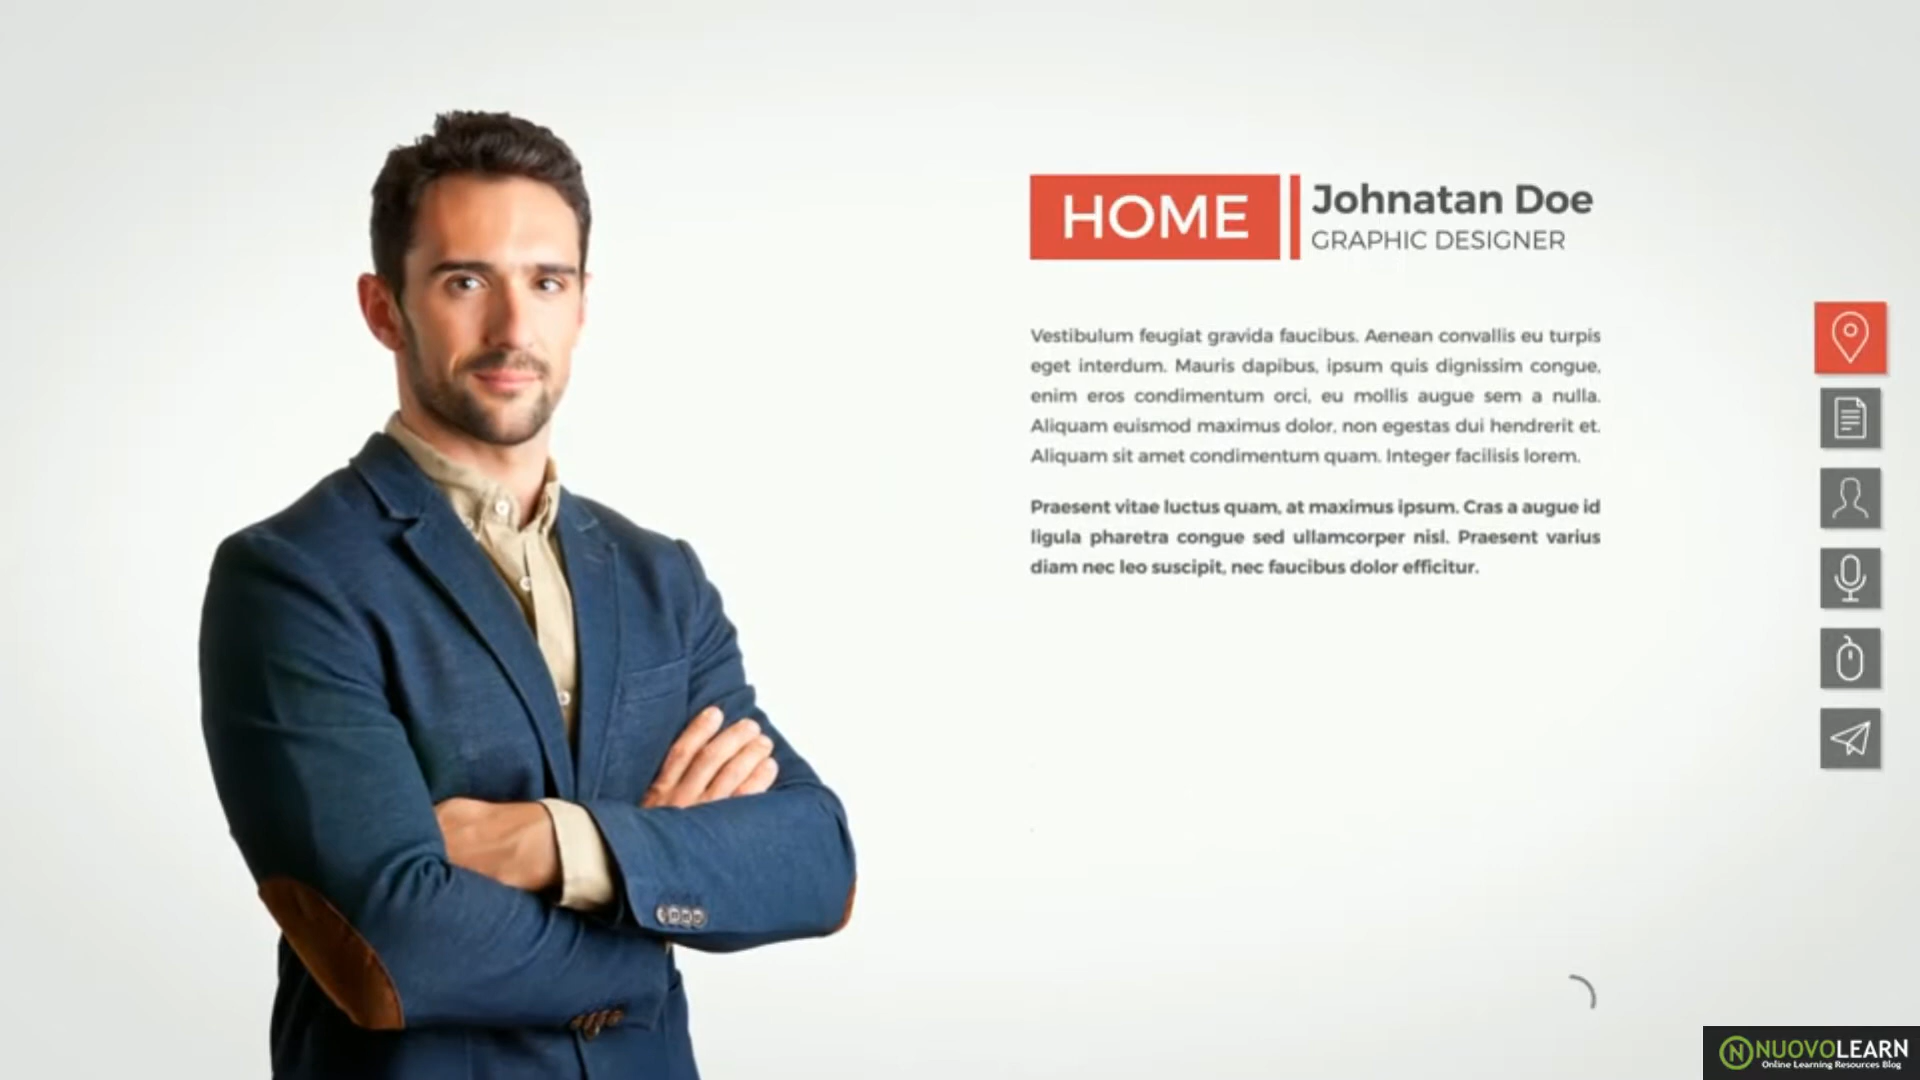 HOME
Johnatan Doe
GRAPHIC DESIGNER
Vestibulum feugiat gravida faucibus. Aenean convallis eu turpis
eget interdum. Mauris dapibus, ipsum quis dignissim congue,
enim eros condimentum orci, eu mollis augue sem a nulla.
Aliquam euismod maximus dolor, non egestas dui hendrerit et.
Aliquam sit amet condimentum quam. Integer facilisis lorem.
Praesent vitae luctus quam, at maximus ipsum. Cras a augue id
ligula pharetra congue sed ullamcorper nisl. Praesent varius
diam nec leo suscipit, nec faucibus dolor efficitur.
N NUOVOLEARN
Online Learning Resources Blog